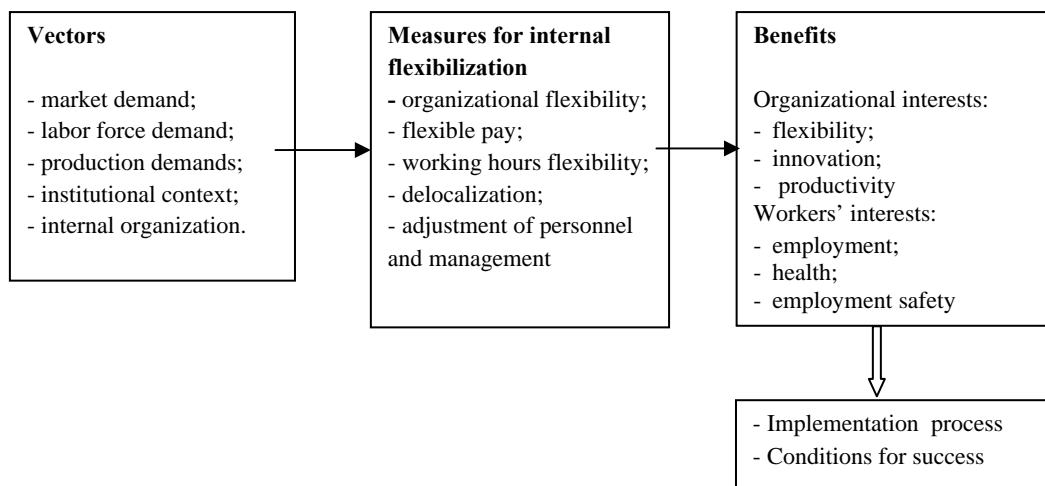 Vectors
- market demand;
- labor force demand;
- production demands;
- institutional context;
- internal organization.
Measures for internal
flexibilization
- organizational flexibility;
- flexible pay;
- working hours flexibility;
- delocalization;
- adjustment of personnel
and management
Benefits
Organizational interests:
- flexibility;
- innovation;
- productivity
Workers’ interests:
- employment;
- health;
- employment safety
- Implementation process
- Conditions for success